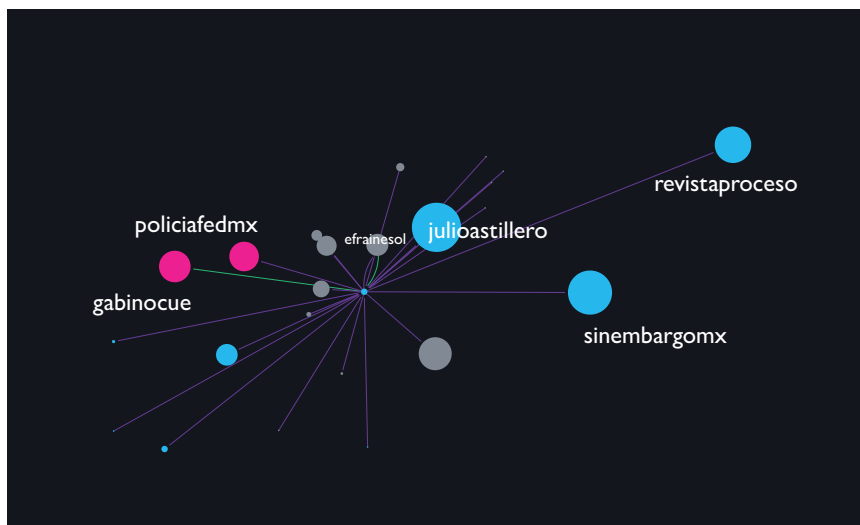 revistaproceso
policiafedmx
efrainesol
julioastillero
gabinocue
sinembargomx